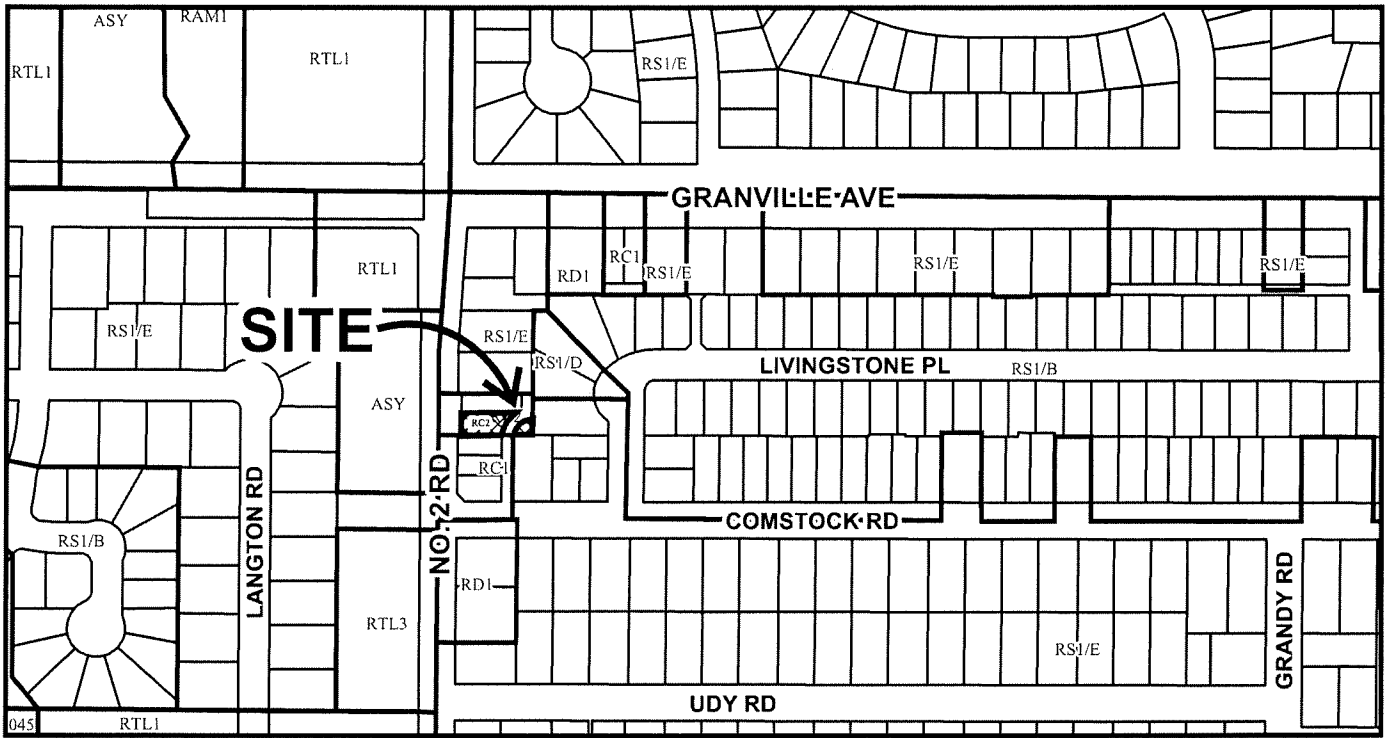 ASY
RAM1
RTL1
RTL1
RS1/E
GRANVILLE AVE
RTL1
RD1
RC1
RS1/E
RS1/E
RS1/E
RS1/E
SITE
RS1/E
RS1/D
LIVINGSTONE PL
RS1/B
ASY
RC2
RC1
LANGTON RD
NO. 2 RD
COMSTOCK RD
RS1/B
RD1
GRANDY RD
RTL3
RS1/E
UDY RD
045
RTL1